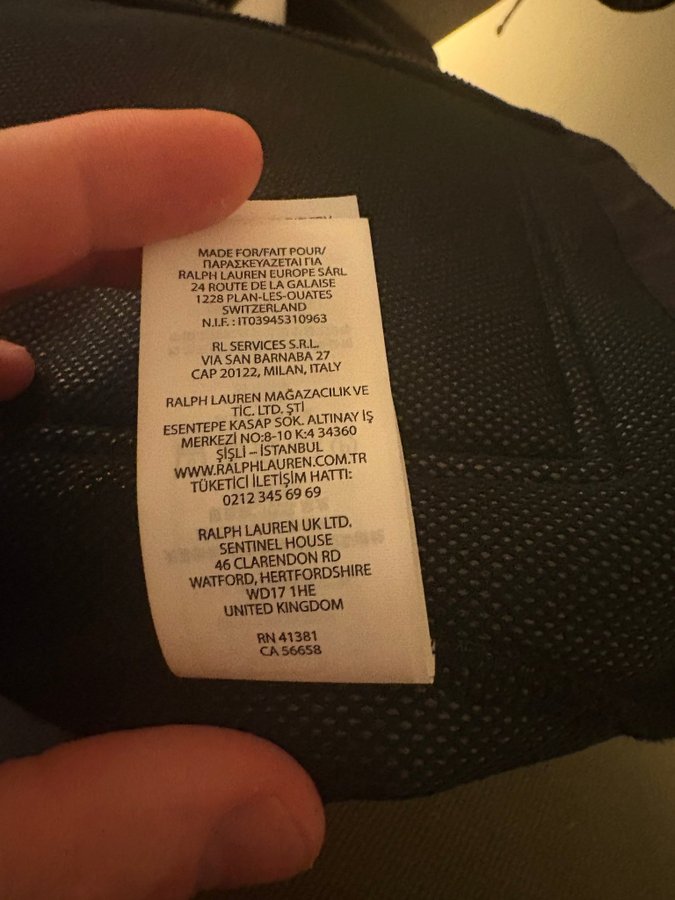 MADE FOR/FAIT POUR/
ΠΑΡΑΣΚΕΥΑΖΕΤΑΙ ΓΙΑ
RALPH LAUREN EUROPE SÁRL
24 ROUTE DE LA GALAISE
1228 PLAN-LES-OUATES
SWITZERLAND
N.I.F. : IT03945310963
RL SERVICES S.R.L.
VIA SAN BARNABA 27
CAP 20122, MILAN, ITALY
RALPH LAUREN MAĞAZACILIK VE
TİC. LTD. ŞTİ
ESENTEPE KASAP SOK. ALTINAY İŞ
MERKEZİ NO:8-10 K:4 34360
ŞİŞLİ – İSTANBUL
WWW.RALPHLAUREN.COM.TR
TÜKETİCİ İLETİŞİM HATTI:
0212 345 69 69
RALPH LAUREN UK LTD.
SENTINEL HOUSE
46 CLARENDON RD
WATFORD, HERTFORDSHIRE
WD17 1HE
UNITED KINGDOM
RN 41381
CA 56658